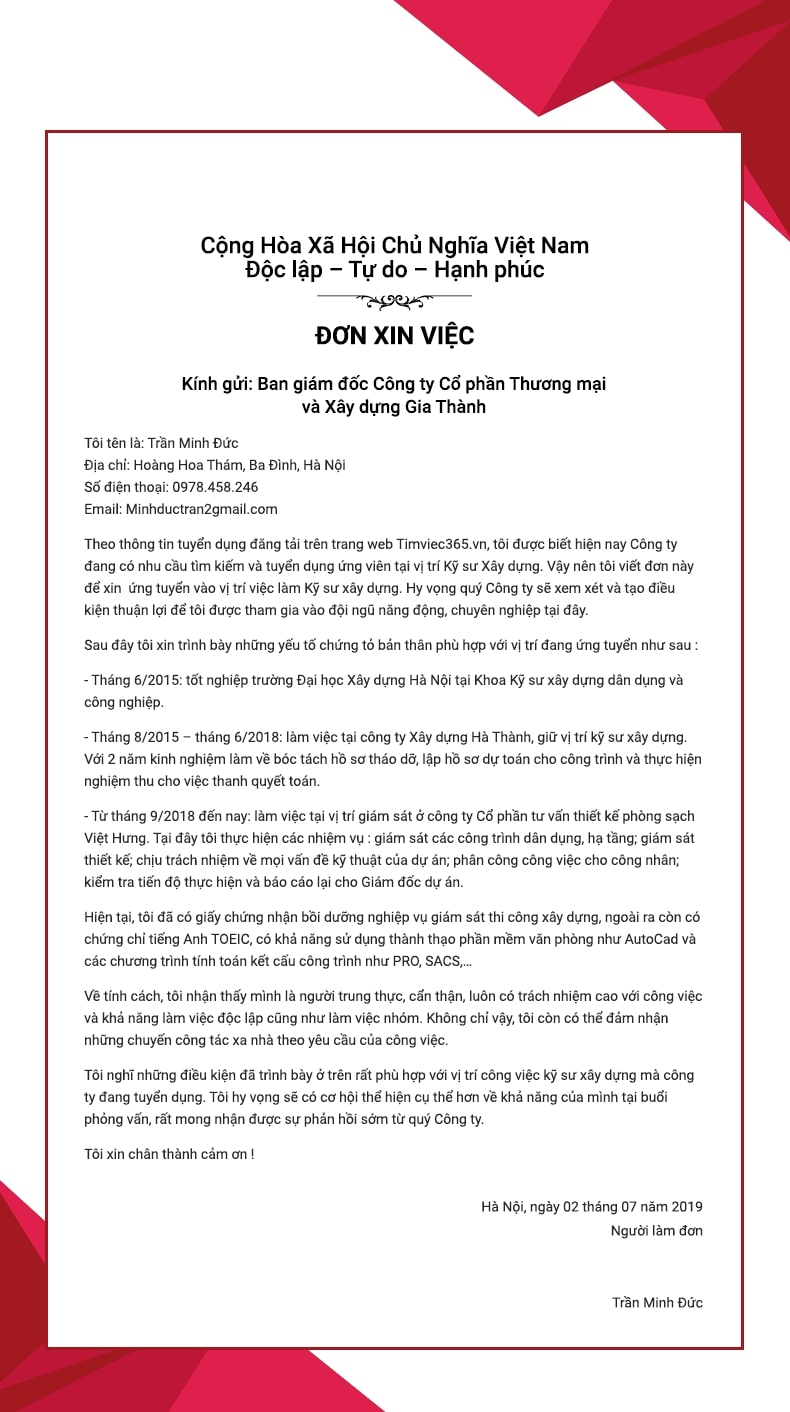 Cộng Hòa Xã Hội Chủ Nghĩa Việt Nam
Độc lập – Tự do – Hạnh phúc
ĐƠN XIN VIỆC
Kính gửi: Ban giám đốc Công ty Cổ phần Thương mại
và Xây dựng Gia Thành
Tôi tên là: Trần Minh Đức
Địa chỉ: Hoàng Hoa Thám, Ba Đình, Hà Nội
Số điện thoại: 0978.458.246
Email: Minhductran2gmail.com
Theo thông tin tuyển dụng đăng tải trên trang web Timviec365.vn, tôi được biết hiện nay Công ty
đang có nhu cầu tìm kiếm và tuyển dụng ứng viên tại vị trí Kỹ sư Xây dựng. Vậy nên tôi viết đơn này
để xin  ứng tuyển vào vị trí việc làm Kỹ sư xây dựng. Hy vọng quý Công ty sẽ xem xét và tạo điều
kiện thuận lợi để tôi được tham gia vào đội ngũ năng động, chuyên nghiệp tại đây.
Sau đây tôi xin trình bày những yếu tố chứng tỏ bản thân phù hợp với vị trí đang ứng tuyển như sau :
- Tháng 6/2015: tốt nghiệp trường Đại học Xây dựng Hà Nội tại Khoa Kỹ sư xây dựng dân dụng và
công nghiệp.
- Tháng 8/2015 – tháng 6/2018: làm việc tại công ty Xây dựng Hà Thành, giữ vị trí kỹ sư xây dựng.
Với 2 năm kinh nghiệm làm về bóc tách hồ sơ tháo dỡ, lập hồ sơ dự toán cho công trình và thực hiện
nghiệm thu cho việc thanh quyết toán.
- Từ tháng 9/2018 đến nay: làm việc tại vị trí giám sát ở công ty Cổ phần tư vấn thiết kế phòng sạch
Việt Hưng. Tại đây tôi thực hiện các nhiệm vụ : giám sát các công trình dân dụng, hạ tầng; giám sát
thiết kế; chịu trách nhiệm về mọi vấn đề kỹ thuật của dự án; phân công công việc cho công nhân;
kiểm tra tiến độ thực hiện và báo cáo lại cho Giám đốc dự án.
Hiện tại, tôi đã có giấy chứng nhận bồi dưỡng nghiệp vụ giám sát thi công xây dựng, ngoài ra còn có
chứng chỉ tiếng Anh TOEIC, có khả năng sử dụng thành thạo phần mềm văn phòng như AutoCad và
các chương trình tính toán kết cấu công trình như PRO, SACS,...
Về tính cách, tôi nhận thấy mình là người trung thực, cẩn thận, luôn có trách nhiệm cao với công việc
và khả năng làm việc độc lập cũng như làm việc nhóm. Không chỉ vậy, tôi còn có thể đảm nhận
những chuyến công tác xa nhà theo yêu cầu của công việc.
Tôi nghĩ những điều kiện đã trình bày ở trên rất phù hợp với vị trí công việc kỹ sư xây dựng mà công
ty đang tuyển dụng. Tôi hy vọng sẽ có cơ hội thể hiện cụ thể hơn về khả năng của mình tại buổi
phỏng vấn, rất mong nhận được sự phản hồi sớm từ quý Công ty.
Tôi xin chân thành cảm ơn !
Hà Nội, ngày 02 tháng 07 năm 2019
Người làm đơn
Trần Minh Đức